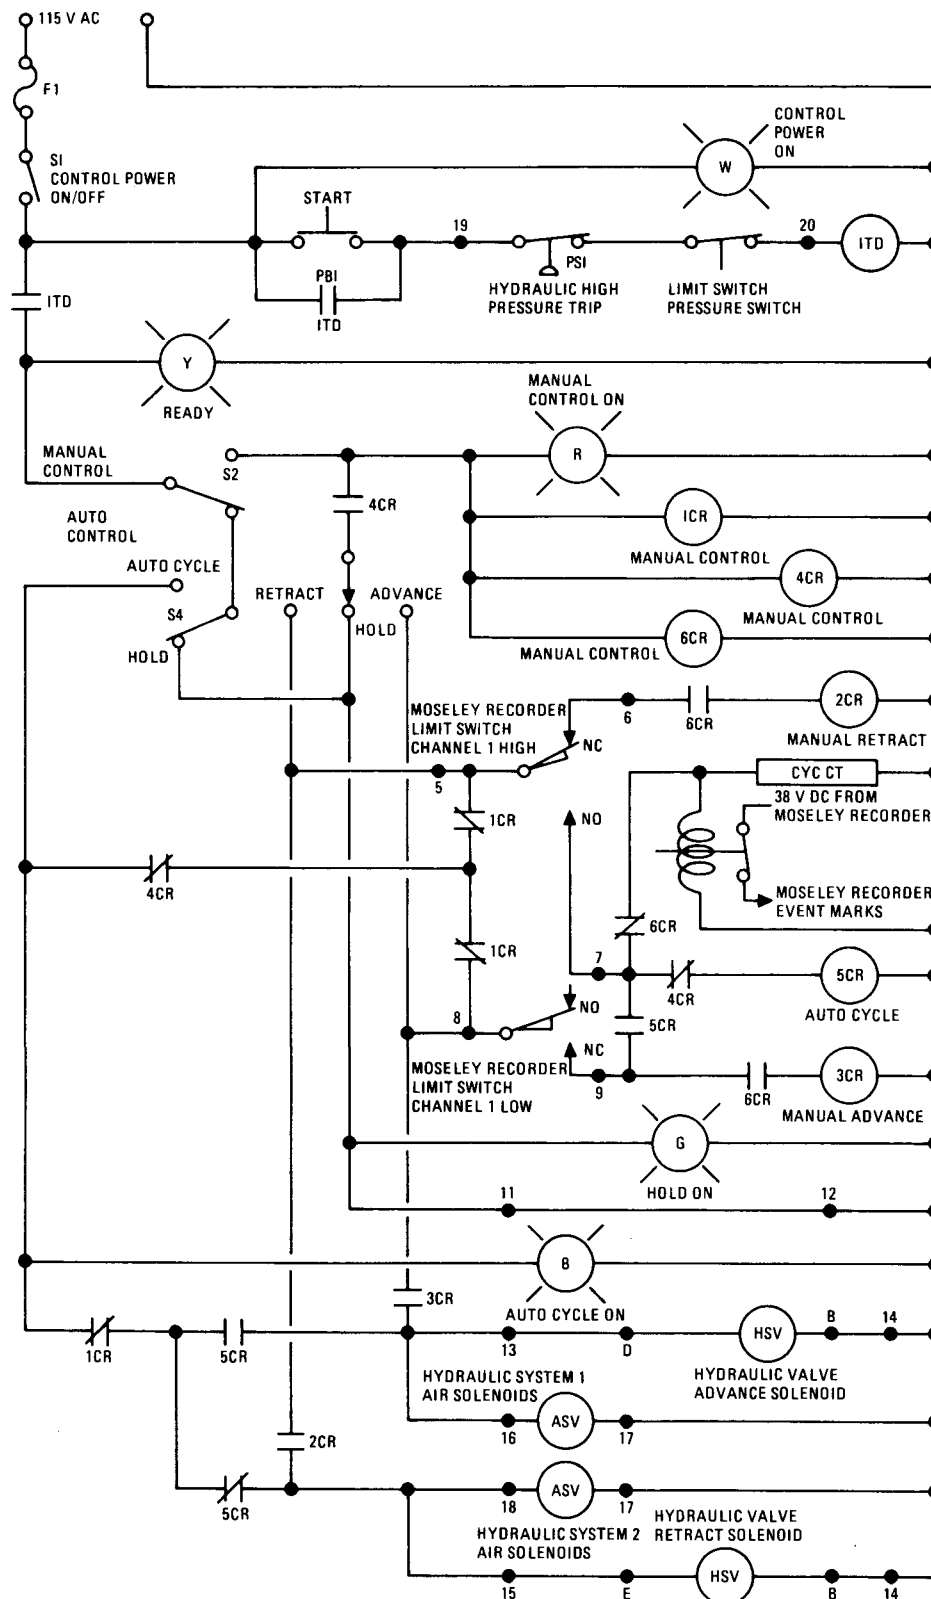 115 V AC
F1
S1
CONTROL POWER
ON/OFF
CONTROL
POWER
ON
W
START
19
20
ITD
PB1
ITD
PS1
HYDRAULIC HIGH
PRESSURE TRIP
LIMIT SWITCH
PRESSURE SWITCH
ITD
Y
READY
MANUAL
CONTROL ON
R
MANUAL
CONTROL
S2
4CR
1CR
MANUAL CONTROL
AUTO
CONTROL
AUTO CYCLE
4CR
MANUAL CONTROL
RETRACT
ADVANCE
S4
HOLD
HOLD
6CR
MANUAL CONTROL
MOSELEY RECORDER
LIMIT SWITCH
CHANNEL 1 HIGH
6
6CR
2CR
MANUAL RETRACT
NC
5
CYC CT
38 V DC FROM
MOSELEY RECORDER
1CR
NO
4CR
MOSELEY RECORDER
EVENT MARKS
6CR
1CR
7
4CR
5CR
AUTO CYCLE
8
NO
5CR
MOSELEY RECORDER
LIMIT SWITCH
CHANNEL 1 LOW
NC
9
6CR
3CR
MANUAL ADVANCE
G
HOLD ON
11
12
B
AUTO CYCLE ON
3CR
1CR
5CR
13
D
HSV
B
14
HYDRAULIC VALVE
ADVANCE SOLENOID
HYDRAULIC SYSTEM 1
AIR SOLENOIDS
16
ASV
17
2CR
5CR
18
ASV
17
HYDRAULIC SYSTEM 2
AIR SOLENOIDS
HYDRAULIC VALVE
RETRACT SOLENOID
15
E
HSV
B
14